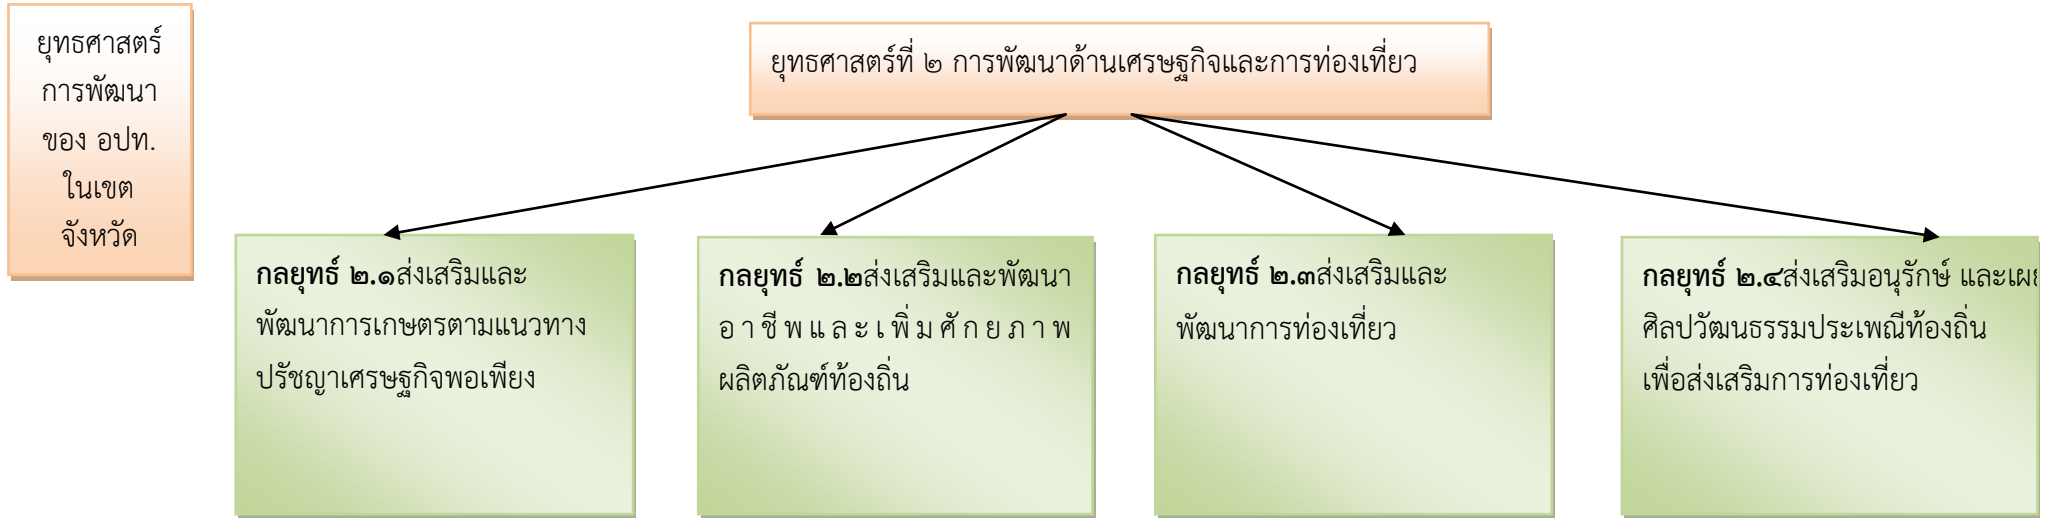 ยุทธศาสตร์
การพัฒนา
ของ อปท.
ในเขต
จังหวัด
ยุทธศาสตร์ที่ ๒ การพัฒนาด้านเศรษฐกิจและการท่องเที่ยว
กลยุทธ์ ๒.๑ส่งเสริมและ
พัฒนาการเกษตรตามแนวทาง
ปรัชญาเศรษฐกิจพอเพียง
กลยุทธ์ ๒.๒ส่งเสริมและพัฒนา
อาชีพและเพิ่มศักยภาพ
ผลิตภัณฑ์ท้องถิ่น
กลยุทธ์ ๒.๓ส่งเสริมและ
พัฒนาการท่องเที่ยว
กลยุทธ์ ๒.๔ส่งเสริมอนุรักษ์ และ
ศิลปวัฒนธรรมประเพณีท้องถิ่น
เพื่อส่งเสริมการท่องเที่ยว